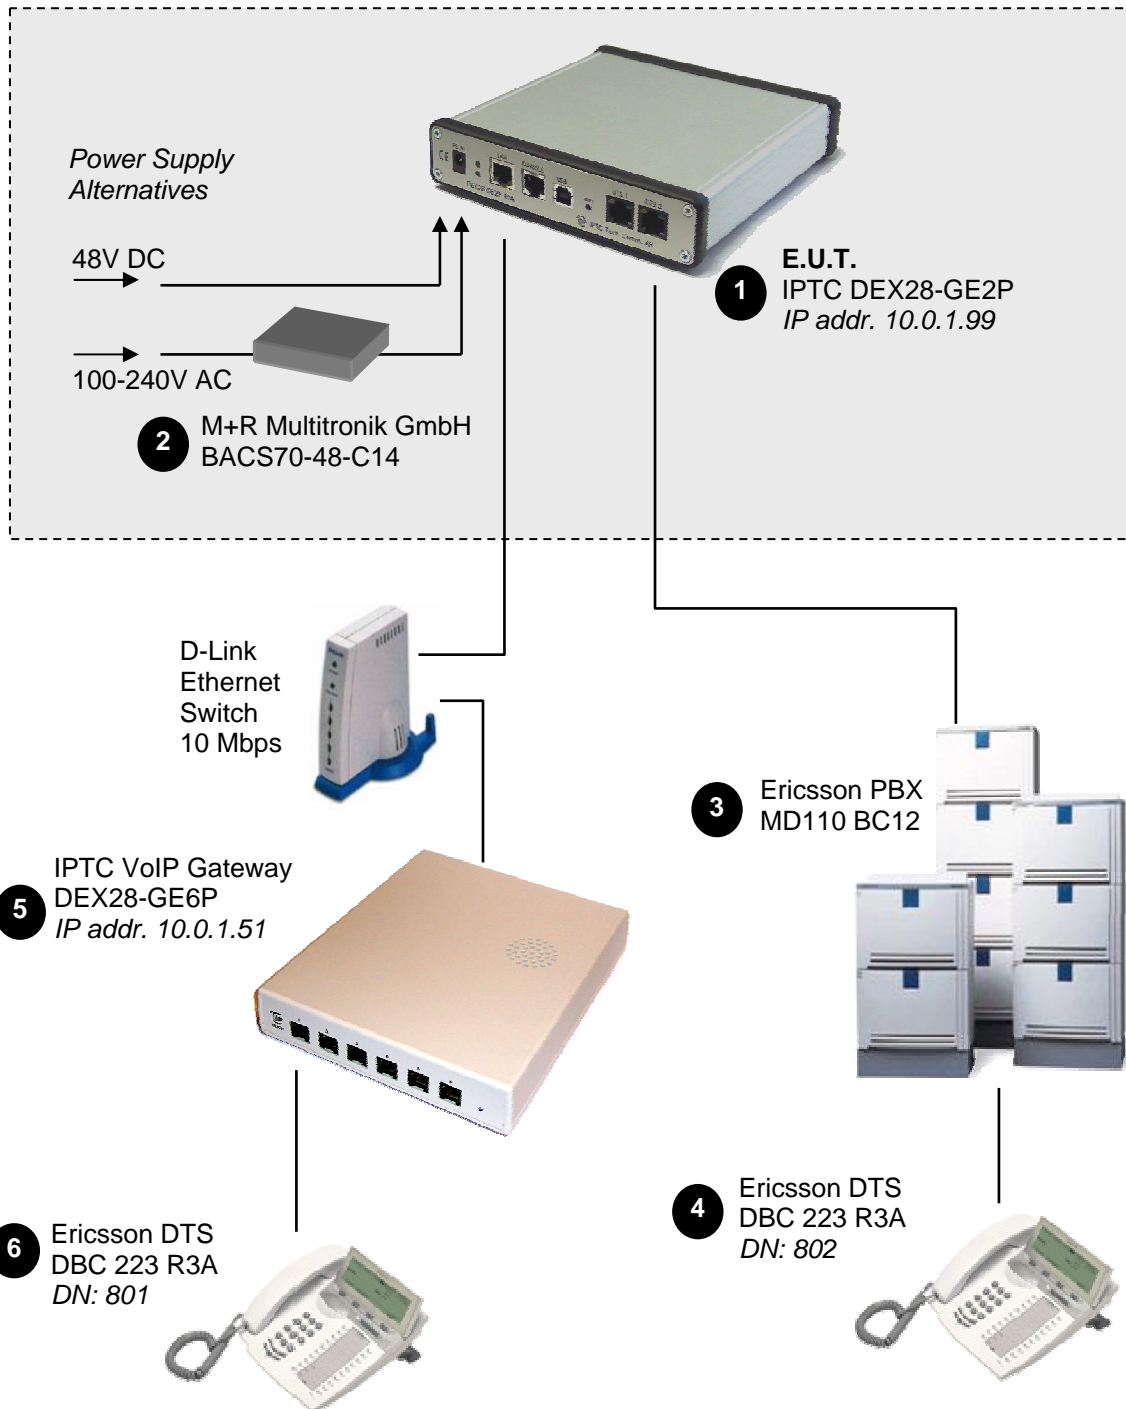 Power Supply
Alternatives
48V DC
100-240V AC
2
M+R Multitronik GmbH
BACS70-48-C14
LAN
USB
1
E.U.T.
IPTC DEX28-GE2P
IP addr. 10.0.1.99
D-Link
Ethernet
Switch
10 Mbps
3
Ericsson PBX
MD110 BC12
5
IPTC VoIP Gateway
DEX28-GE6P
IP addr. 10.0.1.51
4
Ericsson DTS
DBC 223 R3A
DN: 802
6
Ericsson DTS
DBC 223 R3A
DN: 801